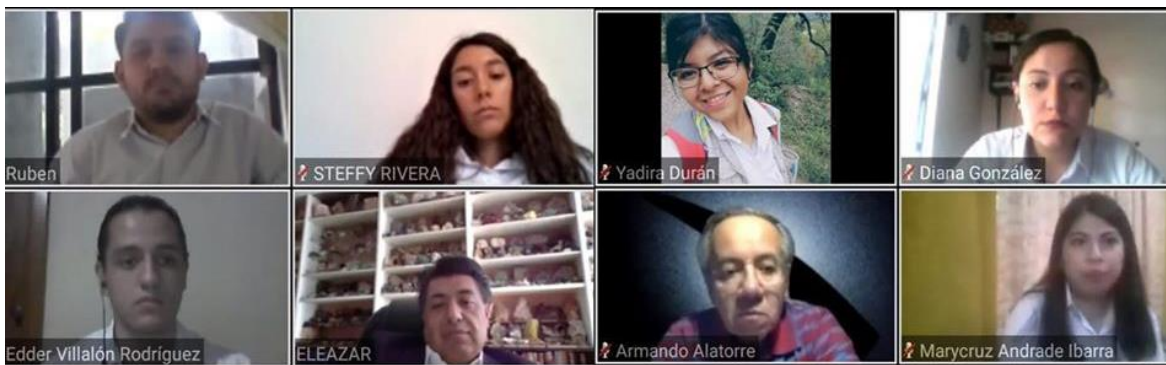 Ruben
STEFFY RIVERA
Yadira Durán
Diana González
Edder Villalón Rodríguez
ELEAZAR
Armando Alatorre
Marycruz Andrade Ibarra